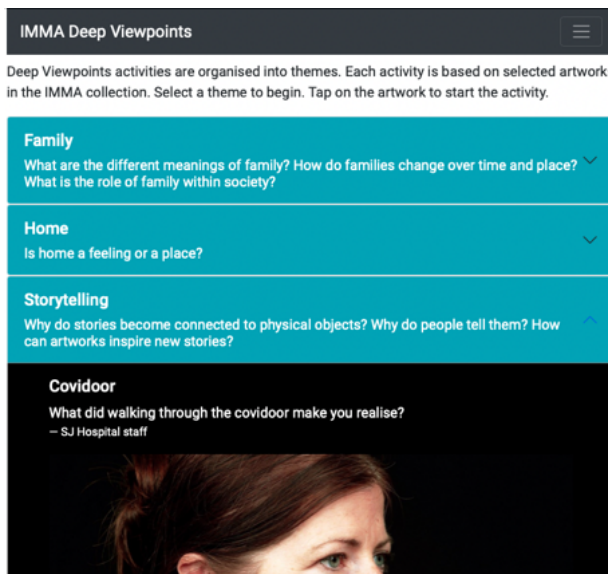 IMMA Deep Viewpoints
Deep Viewpoints activities are organised into themes. Each activity is based on selected artwork
in the IMMA collection. Select a theme to begin. Tap on the artwork to start the activity.
Family
What are the different meanings of family? How do families change over time and place?
What is the role of family within society?
Home
Is home a feeling or a place?
Storytelling
Why do stories become connected to physical objects? Why do people tell them? How
can artworks inspire new stories?
Covidoor
What did walking through the covidoor make you realise?
— SJ Hospital staff